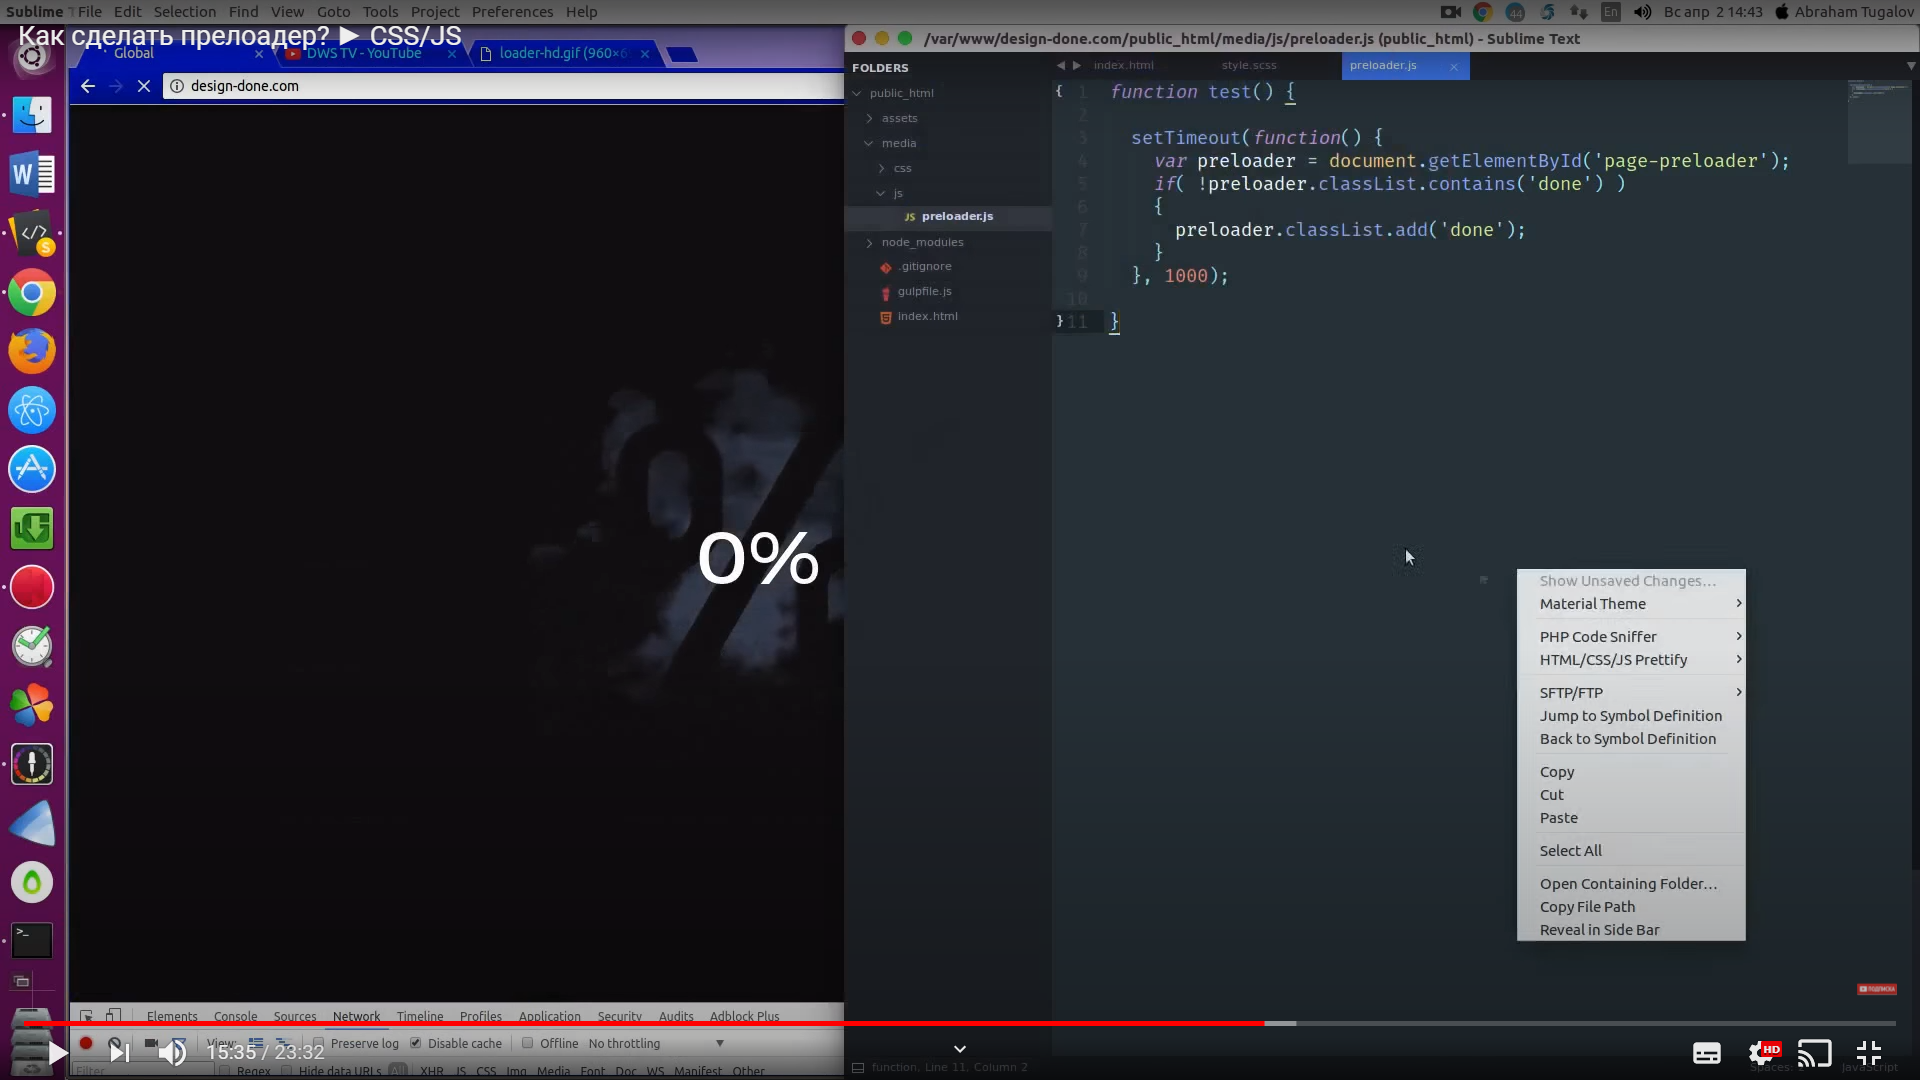 Sublime File Edit Selection Find View Goto Tools Project Preferences Help
44 En Вс апр 2 14:43 Abraham Tugalov
Как сделать прелоадер? ► CSS/JS
Global
DWS TV - YouTube
loader-hd.gif (960×6
design-done.com
0%
/var/www/design-done.com/public_html/media/js/preloader.js (public_html) - Sublime Text
FOLDERS
public_html
assets
media
css
js
JS preloader.js
node_modules
.gitignore
gulpfile.js
index.html
index.html
style.scss
preloader.js
1 function test() {
2
3 setTimeout(function() {
4 var preloader = document.getElementById('page-preloader');
5 if( !preloader.classList.contains('done') )
6 {
7 preloader.classList.add('done');
8 }
9 }, 1000);
10
11 }
Show Unsaved Changes…
Material Theme
PHP Code Sniffer
HTML/CSS/JS Prettify
SFTP/FTP
Jump to Symbol Definition
Back to Symbol Definition
Copy
Cut
Paste
Select All
Open Containing Folder…
Copy File Path
Reveal in Side Bar
ПОДПИСКА
Elements Console Sources Network Timeline Profiles Application Security Audits Adblock Plus
View: Preserve log Disable cache Offline No throttling
15:35 / 23:32
HD
Filter Regex Hide data URLs All XHR JS CSS Img Media Font Doc WS Manifest Other
function, Line 11, Column 2
JavaScript